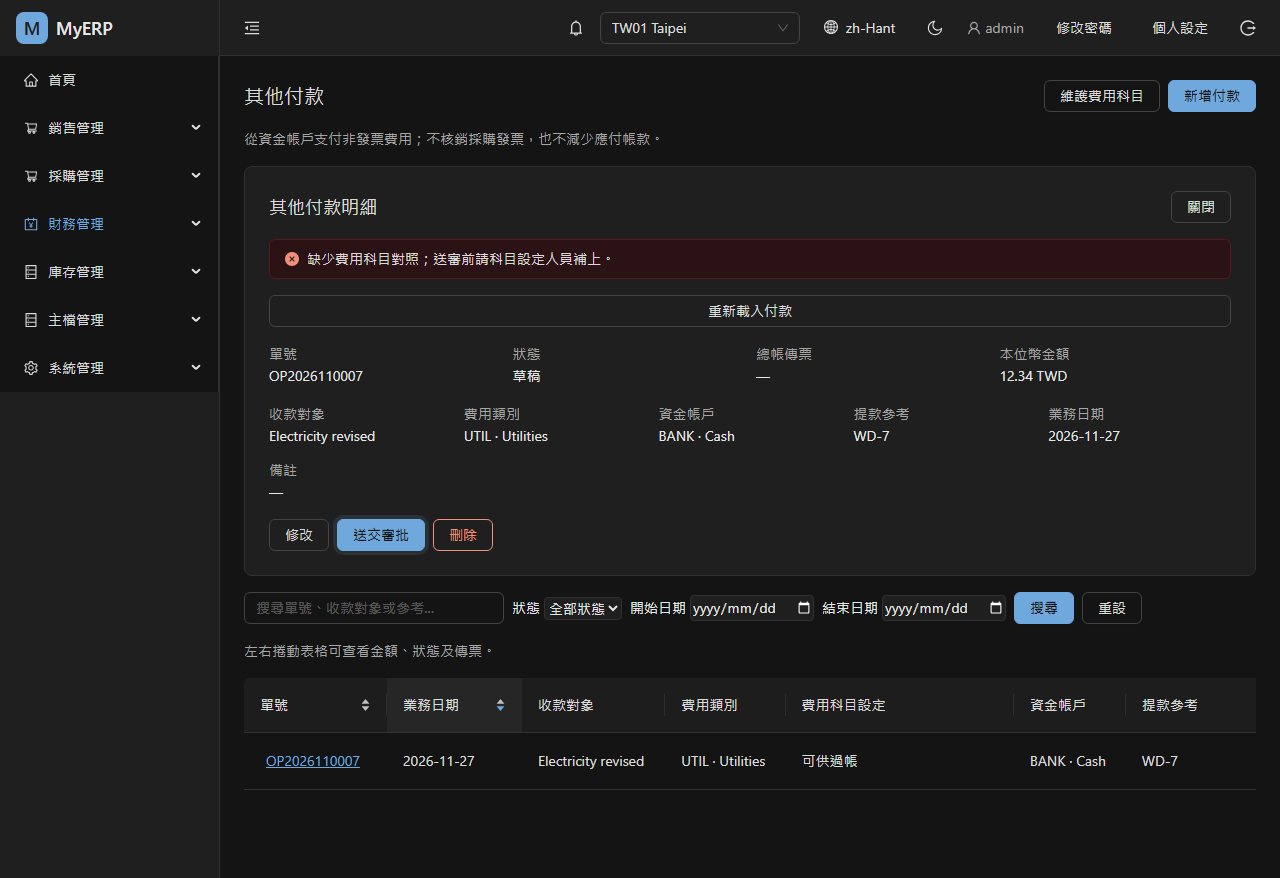 M MyERP
TW01 Taipei
zh-Hant
admin
修改密碼
個人設定
首頁
銷售管理
採購管理
財務管理
庫存管理
主檔管理
系統管理
其他付款
維護費用科目
新增付款
從資金帳戶支付非發票費用；不核銷採購發票，也不減少應付帳款。
其他付款明細
關閉
缺少費用科目對照；送審前請科目設定人員補上。
重新載入付款
單號 狀態 總帳傳票 本位幣金額
OP2026110007 草稿 — 12.34 TWD
收款對象 費用類別 資金帳戶 提款參考 業務日期
Electricity revised UTIL · Utilities BANK · Cash WD-7 2026-11-27
備註
—
修改 送交審批 刪除
搜尋單號、收款對象或參考... 狀態 全部狀態 開始日期 yyyy/mm/dd 結束日期 yyyy/mm/dd 搜尋 重設
左右捲動表格可查看金額、狀態及傳票。
單號 業務日期 收款對象 費用類別 費用科目設定 資金帳戶 提款參考
OP2026110007 2026-11-27 Electricity revised UTIL · Utilities 可供過帳 BANK · Cash WD-7